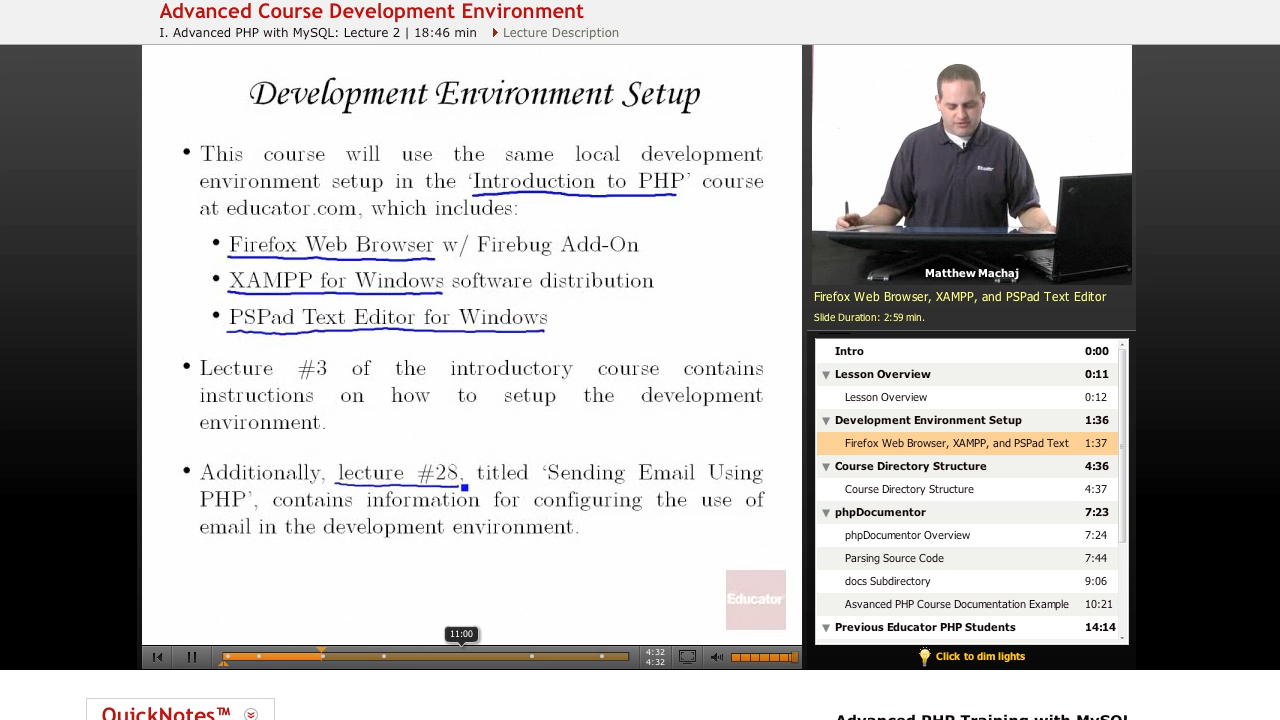 Advanced Course Development Environment
I. Advanced PHP with MySQL: Lecture 2 | 18:46 min Lecture Description
Development Environment Setup
• This course will use the same local development
environment setup in the ‘Introduction to PHP’ course
at educator.com, which includes:
• Firefox Web Browser w/ Firebug Add-On
• XAMPP for Windows software distribution
• PSPad Text Editor for Windows
• Lecture #3 of the introductory course contains
instructions on how to setup the development
environment.
• Additionally, lecture #28, titled ‘Sending Email Using
PHP’, contains information for configuring the use of
email in the development environment.
Educator
11:00
4:32
4:32
Educator
Matthew Machaj
Firefox Web Browser, XAMPP, and PSPad Text Editor
Slide Duration: 2:59 min.
Intro 0:00
Lesson Overview 0:11
Lesson Overview 0:12
Development Environment Setup 1:36
Firefox Web Browser, XAMPP, and PSPad Text 1:37
Course Directory Structure 4:36
Course Directory Structure 4:37
phpDocumentor 7:23
phpDocumentor Overview 7:24
Parsing Source Code 7:44
docs Subdirectory 9:06
Asvanced PHP Course Documentation Example 10:21
Previous Educator PHP Students 14:14
Click to dim lights
QuickNotes™
Advanced PHP Training with MySQL